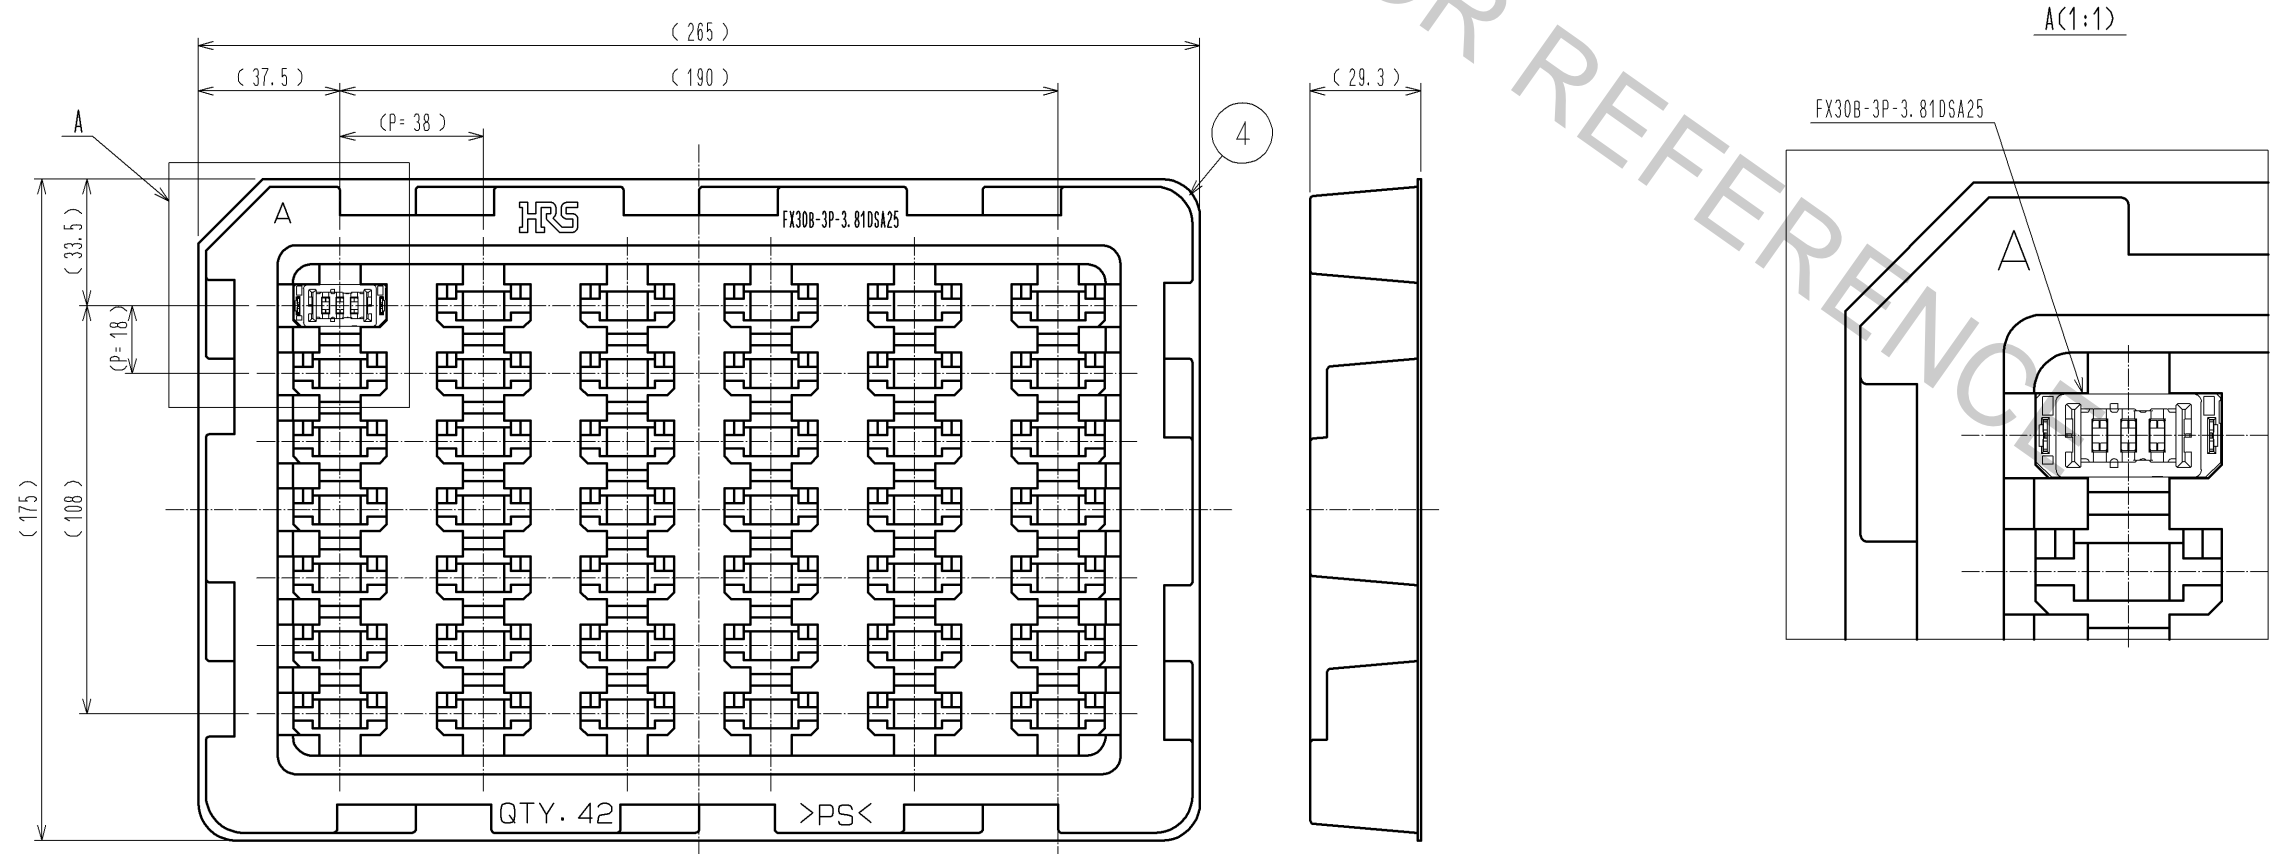 ( 265 )
A(1:1)
( 37.5 )
( 190 )
( 29.3 )
FX30B-3P-3.81DSA25
A
(P= 38 )
4
A
HRS
FX30B-3P-3.81DSA25
( 33.5 )
A
(P= 18 )
( 175 )
( 108 )
QTY. 42
>PS<
OR REFERENCE